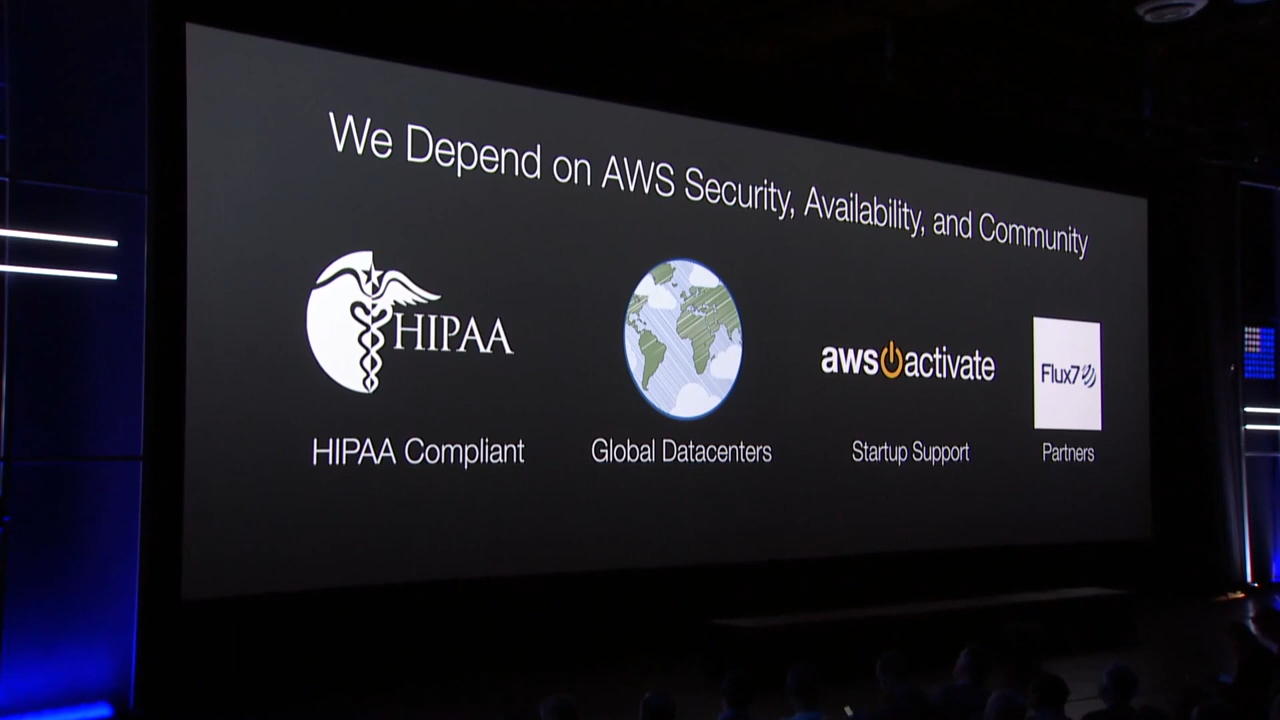 We Depend on AWS Security, Availability, and Community
HIPAA
aws activate
Flux7
HIPAA Compliant
Global Datacenters
Startup Support
Partners